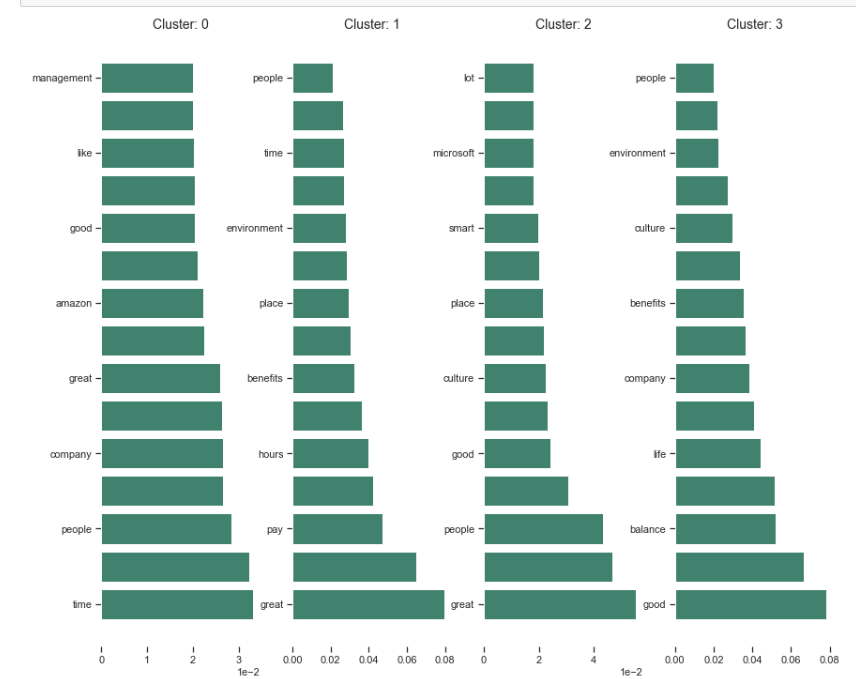 Cluster: 0
management
like
good
amazon
great
company
people
time
0 1 2 3
1e−2
Cluster: 1
people
time
environment
place
benefits
hours
pay
great
0.00 0.02 0.04 0.06 0.08
Cluster: 2
lot
microsoft
smart
place
culture
good
people
great
0 2 4
1e−2
Cluster: 3
people
environment
culture
benefits
company
life
balance
good
0.00 0.02 0.04 0.06 0.08